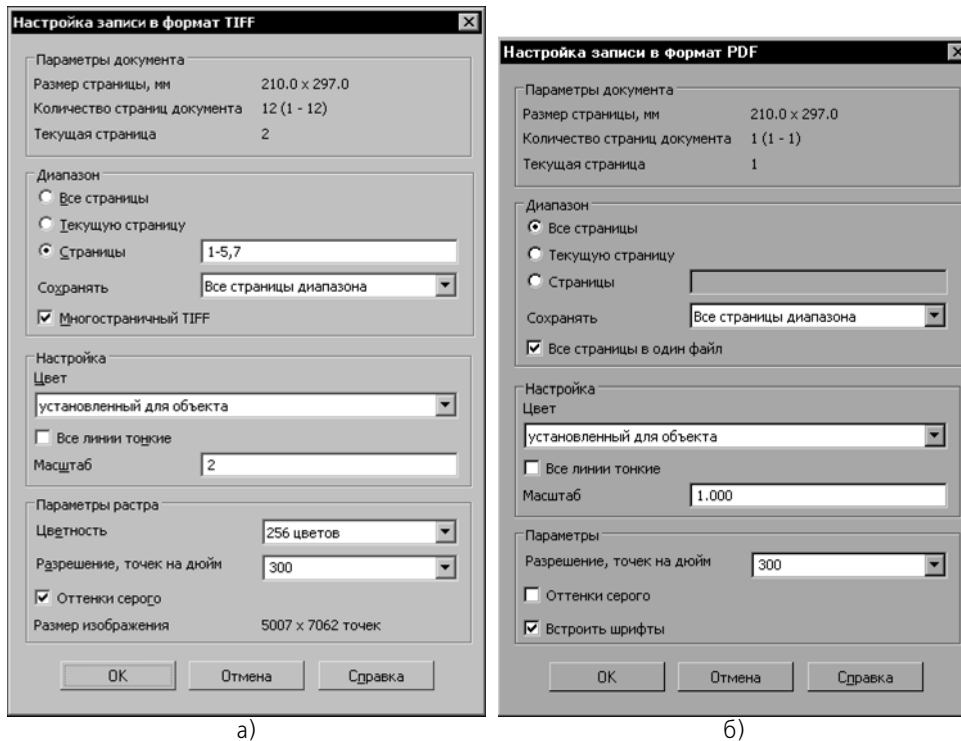 Настройка записи в формат TIFF
Параметры документа
Размер страницы, мм 210.0 x 297.0
Количество страниц документа 12 (1 - 12)
Текущая страница 2
Диапазон
Все страницы
Текущую страницу
Страницы 1-5,7
Сохранять Все страницы диапазона
Многостраничный TIFF
Настройка
Цвет
установленный для объекта
Все линии тонкие
Масштаб 2
Параметры растра
Цветность 256 цветов
Разрешение, точек на дюйм 300
Оттенки серого
Размер изображения 5007 x 7062 точек
OK Отмена Справка
а)
Настройка записи в формат PDF
Параметры документа
Размер страницы, мм 210.0 x 297.0
Количество страниц документа 1 (1 - 1)
Текущая страница 1
Диапазон
Все страницы
Текущую страницу
Страницы
Сохранять Все страницы диапазона
Все страницы в один файл
Настройка
Цвет
установленный для объекта
Все линии тонкие
Масштаб 1.000
Параметры
Разрешение, точек на дюйм 300
Оттенки серого
Встроить шрифты
OK Отмена Справка
б)